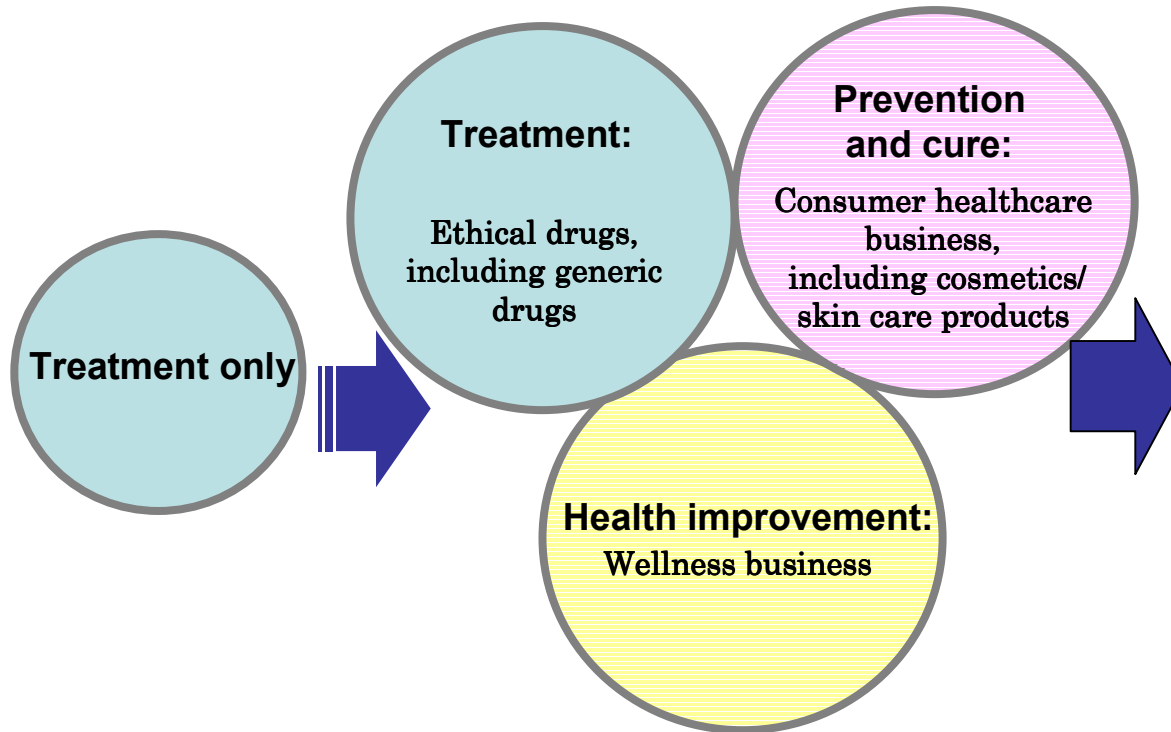 Treatment only
Treatment:
Ethical drugs,
including generic
drugs
Prevention
and cure:
Consumer healthcare
business,
including cosmetics/
skin care products
Health improvement:
Wellness business